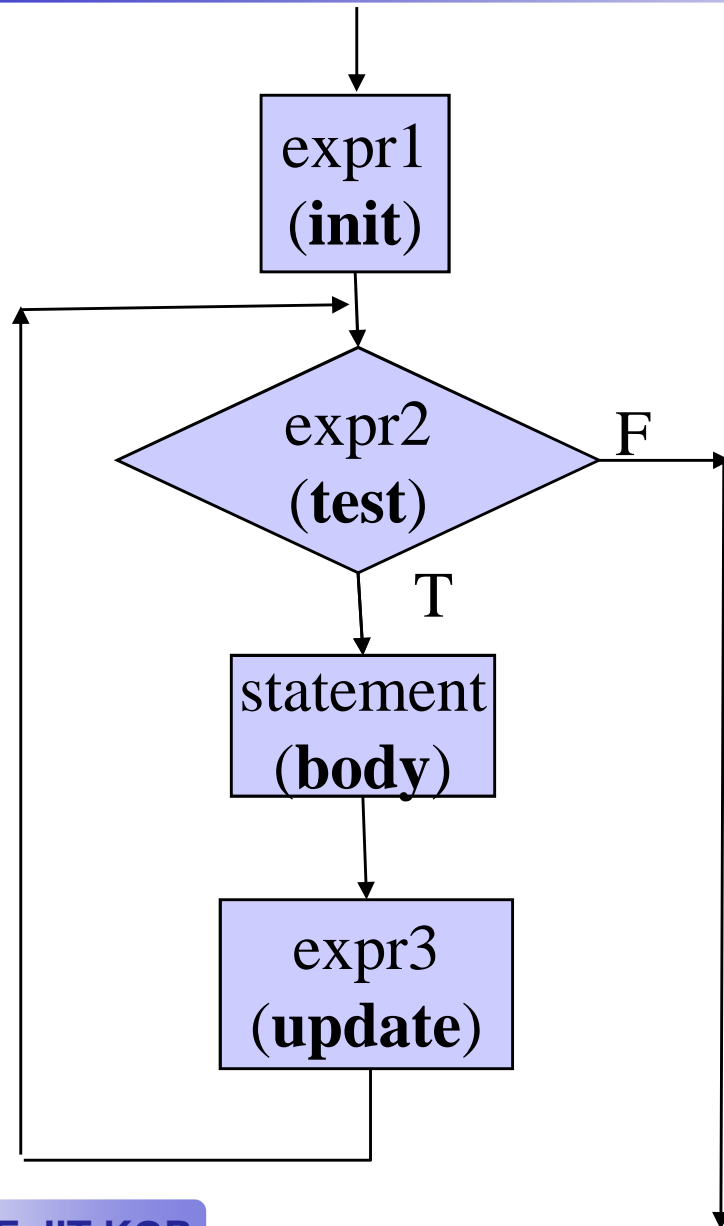 expr1
(init)
expr2
(test)
F
T
statement
(body)
expr3
(update)